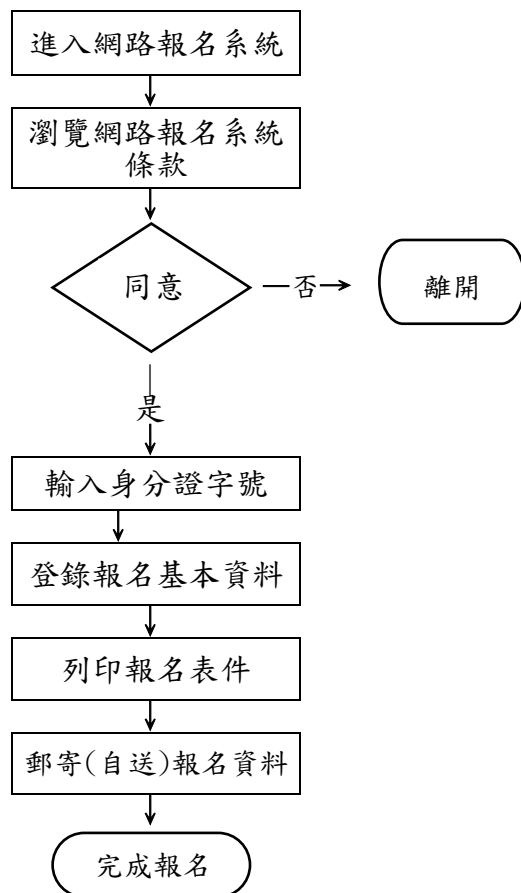 進入網路報名系統
瀏覽網路報名系統
條款
同意
否
離開
是
輸入身分證字號
登錄報名基本資料
列印報名表件
郵寄(自送)報名資料
完成報名